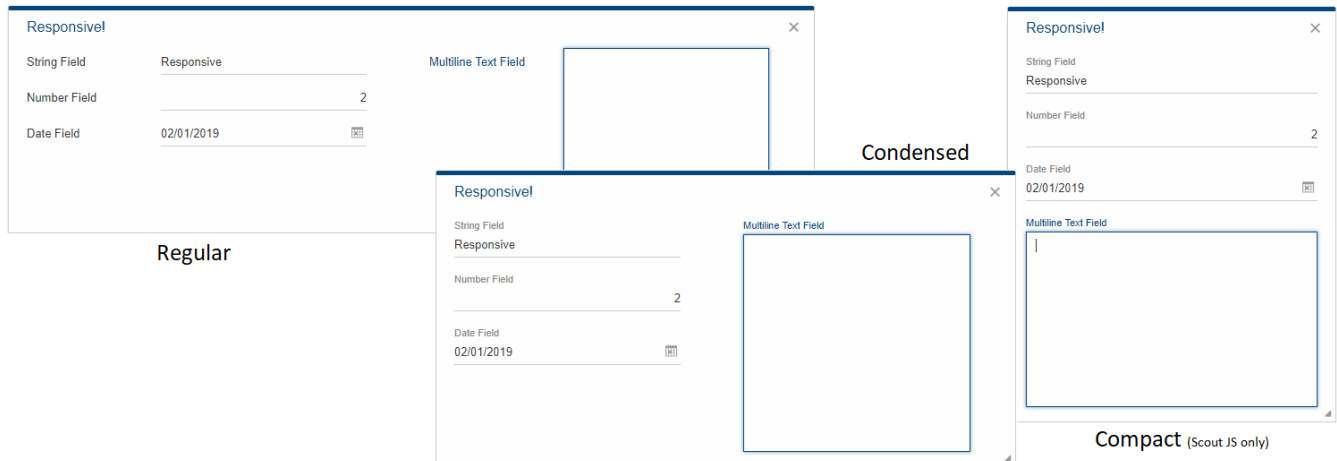 Responsive!
String Field
Responsive
Multiline Text Field
Number Field
2
Date Field
02/01/2019
Regular
Condensed
Responsive!
String Field
Responsive
Multiline Text Field
Number Field
2
Date Field
02/01/2019
Responsive!
String Field
Responsive
Number Field
2
Date Field
02/01/2019
Multiline Text Field
Compact (Scout JS only)